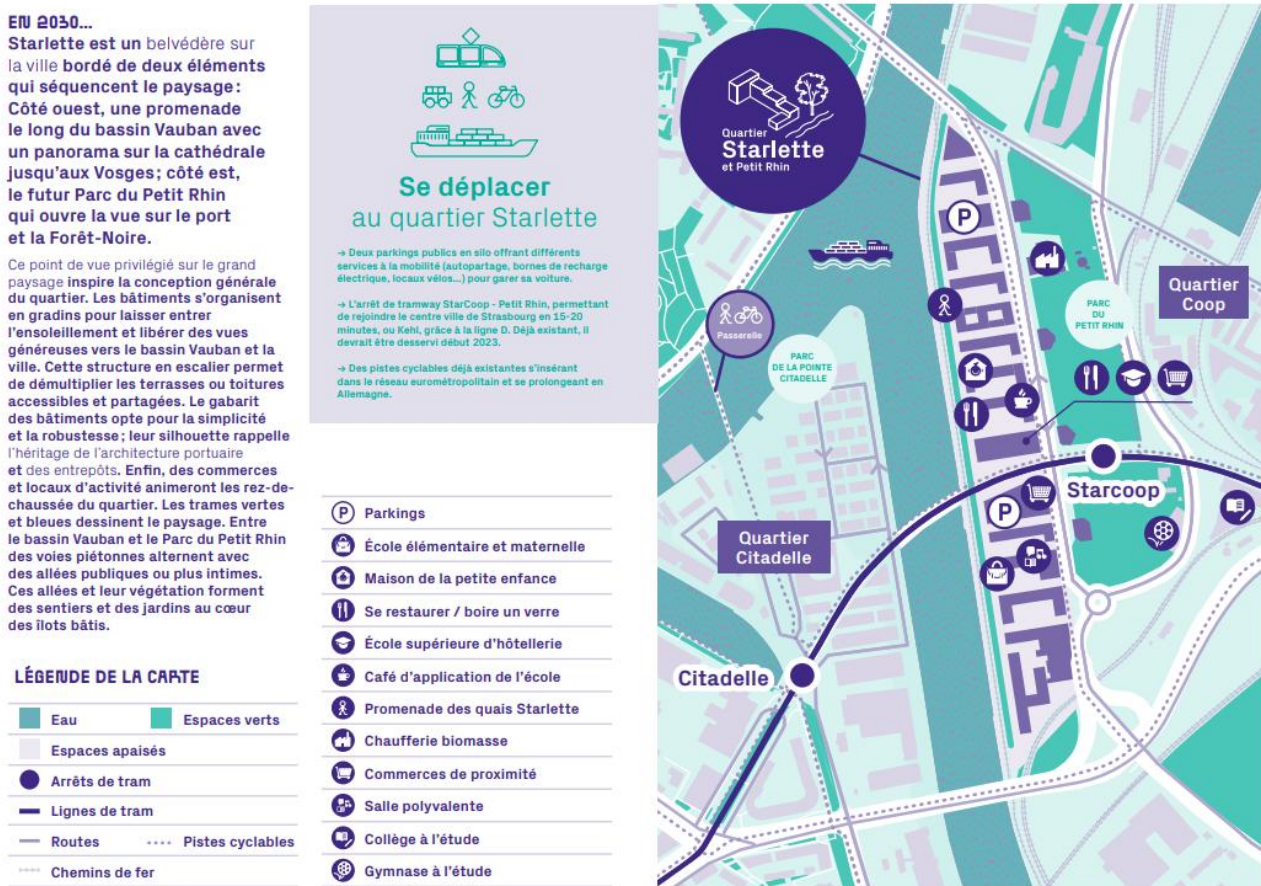 EN 2030...
Starlette est un belvédère sur
la ville bordé de deux éléments
qui séquencent le paysage :
Côté ouest, une promenade
le long du bassin Vauban avec
un panorama sur la cathédrale
jusqu'aux Vosges ; côté est,
le futur Parc du Petit Rhin
qui ouvre la vue sur le port
et la Forêt-Noire.
Ce point de vue privilégié sur le grand
paysage inspire la conception générale
du quartier. Les bâtiments s'organisent
en gradins pour laisser entrer
l'ensoleillement et libérer des vues
généreuses vers le bassin Vauban et la
ville. Cette structure en escalier permet
de démultiplier les terrasses ou toitures
accessibles et partagées. Le gabarit
des bâtiments opte pour la simplicité
et la robustesse ; leur silhouette rappelle
l'héritage de l'architecture portuaire
et des entrepôts. Enfin, des commerces
et locaux d'activité animeront les rez-de-
chaussée du quartier. Les trames vertes
et bleues dessinent le paysage. Entre
le bassin Vauban et le Parc du Petit Rhin
des voies piétonnes alternent avec
des allées publiques ou plus intimes.
Ces allées et leur végétation forment
des sentiers et des jardins au cœur
des îlots bâtis.
LÉGENDE DE LA CARTE
Eau
Espaces verts
Espaces apaisés
Arrêts de tram
Lignes de tram
Routes
Pistes cyclables
Chemins de fer
Se déplacer
au quartier Starlette
→ Deux parkings publics en silo offrant différents
services à la mobilité (autopartage, bornes de recharge
électrique, locaux vélos...) pour garer sa voiture.
→ L'arrêt de tramway StarCoop - Petit Rhin, permettant
de rejoindre le centre ville de Strasbourg en 15-20
minutes, ou Kehl, grâce à la ligne D. Déjà existant, il
devrait être desservi début 2023.
→ Des pistes cyclables déjà existantes s'insérant
dans le réseau eurométropolitain et se prolongeant en
Allemagne.
P Parkings
École élémentaire et maternelle
Maison de la petite enfance
Se restaurer / boire un verre
École supérieure d'hôtellerie
Café d'application de l'école
Promenade des quais Starlette
Chaufferie biomasse
Commerces de proximité
Salle polyvalente
Collège à l'étude
Gymnase à l'étude
Quartier
Starlette
et Petit Rhin
P
Quartier
Coop
PARC
DU
PETIT RHIN
Passerelle
PARC
DE LA POINTE
CITADELLE
Starcoop
P
Quartier
Citadelle
Citadelle